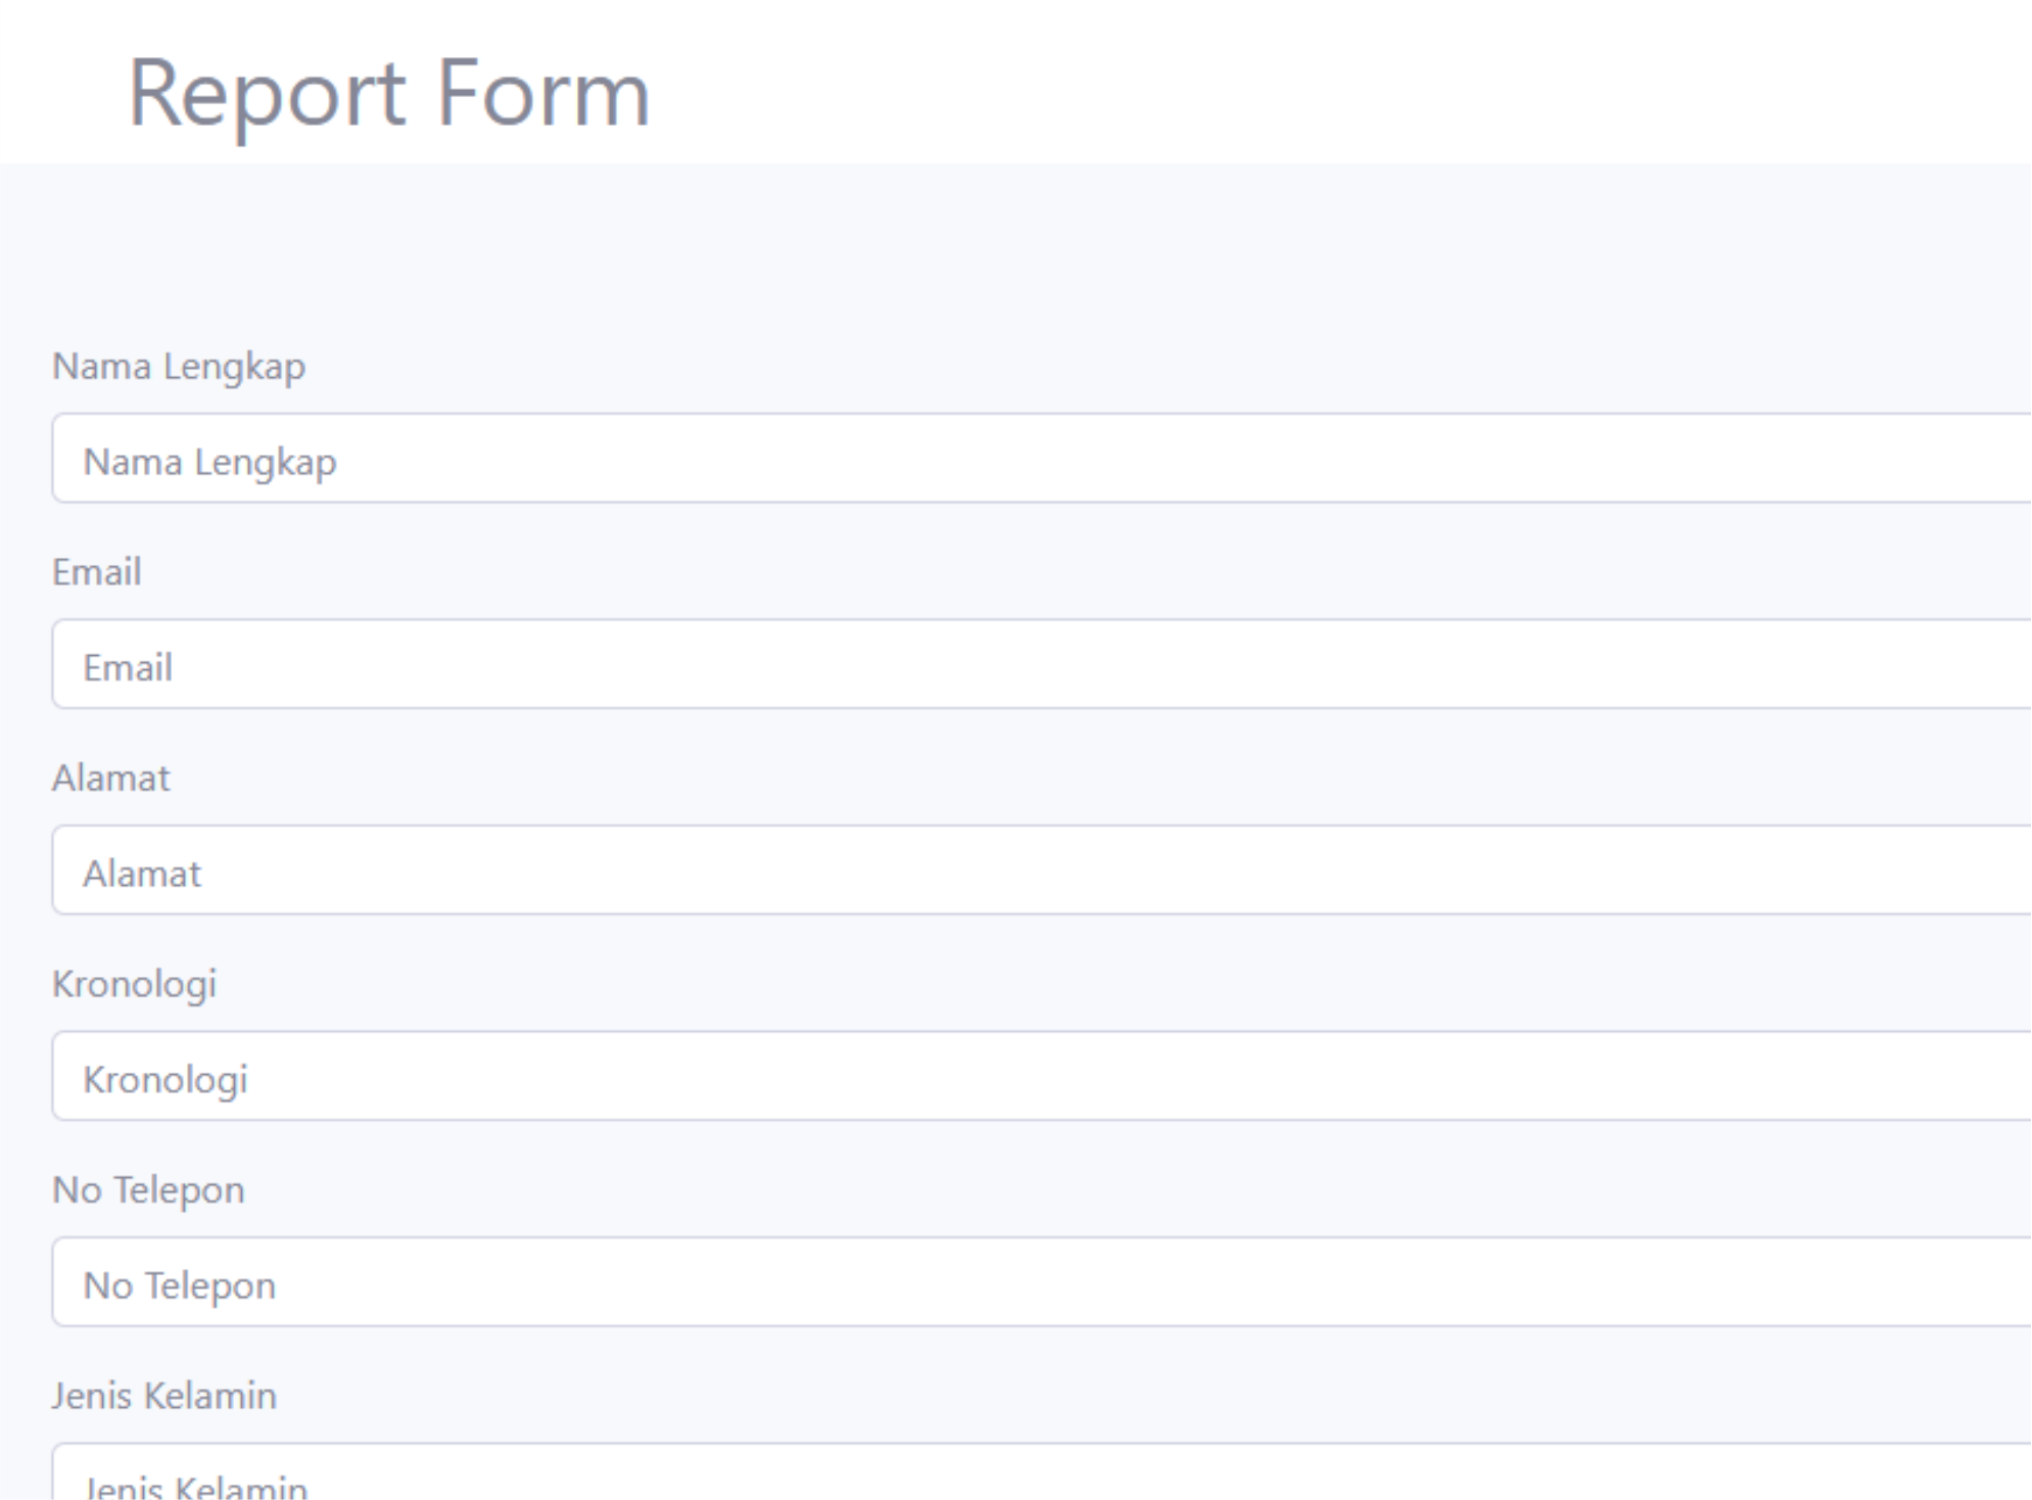 Report Form
Nama Lengkap
Nama Lengkap
Email
Email
Alamat
Alamat
Kronologi
Kronologi
No Telepon
No Telepon
Jenis Kelamin
Jenis Kelamin